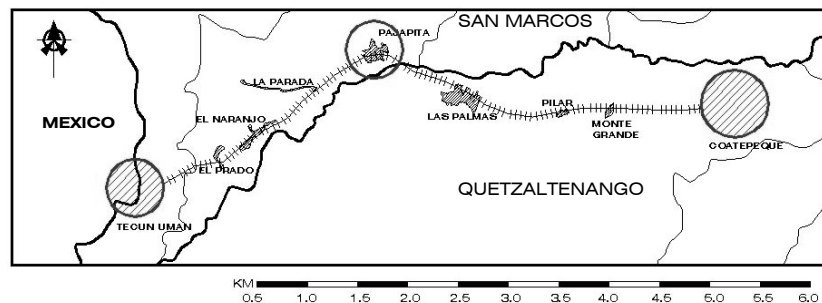 SAN MARCOS
PAJAPITA
LA PARADA
MEXICO
EL NARANJO
LAS PALMAS
PILAR
MONTE
GRANDE
COATEPEQUE
EL PRADO
QUETZALTENANGO
TECUN UMAN
KM
0.5 1.0 1.5 2.0 2.5 3.0 3.5 4.0 4.5 5.0 5.5 6.0